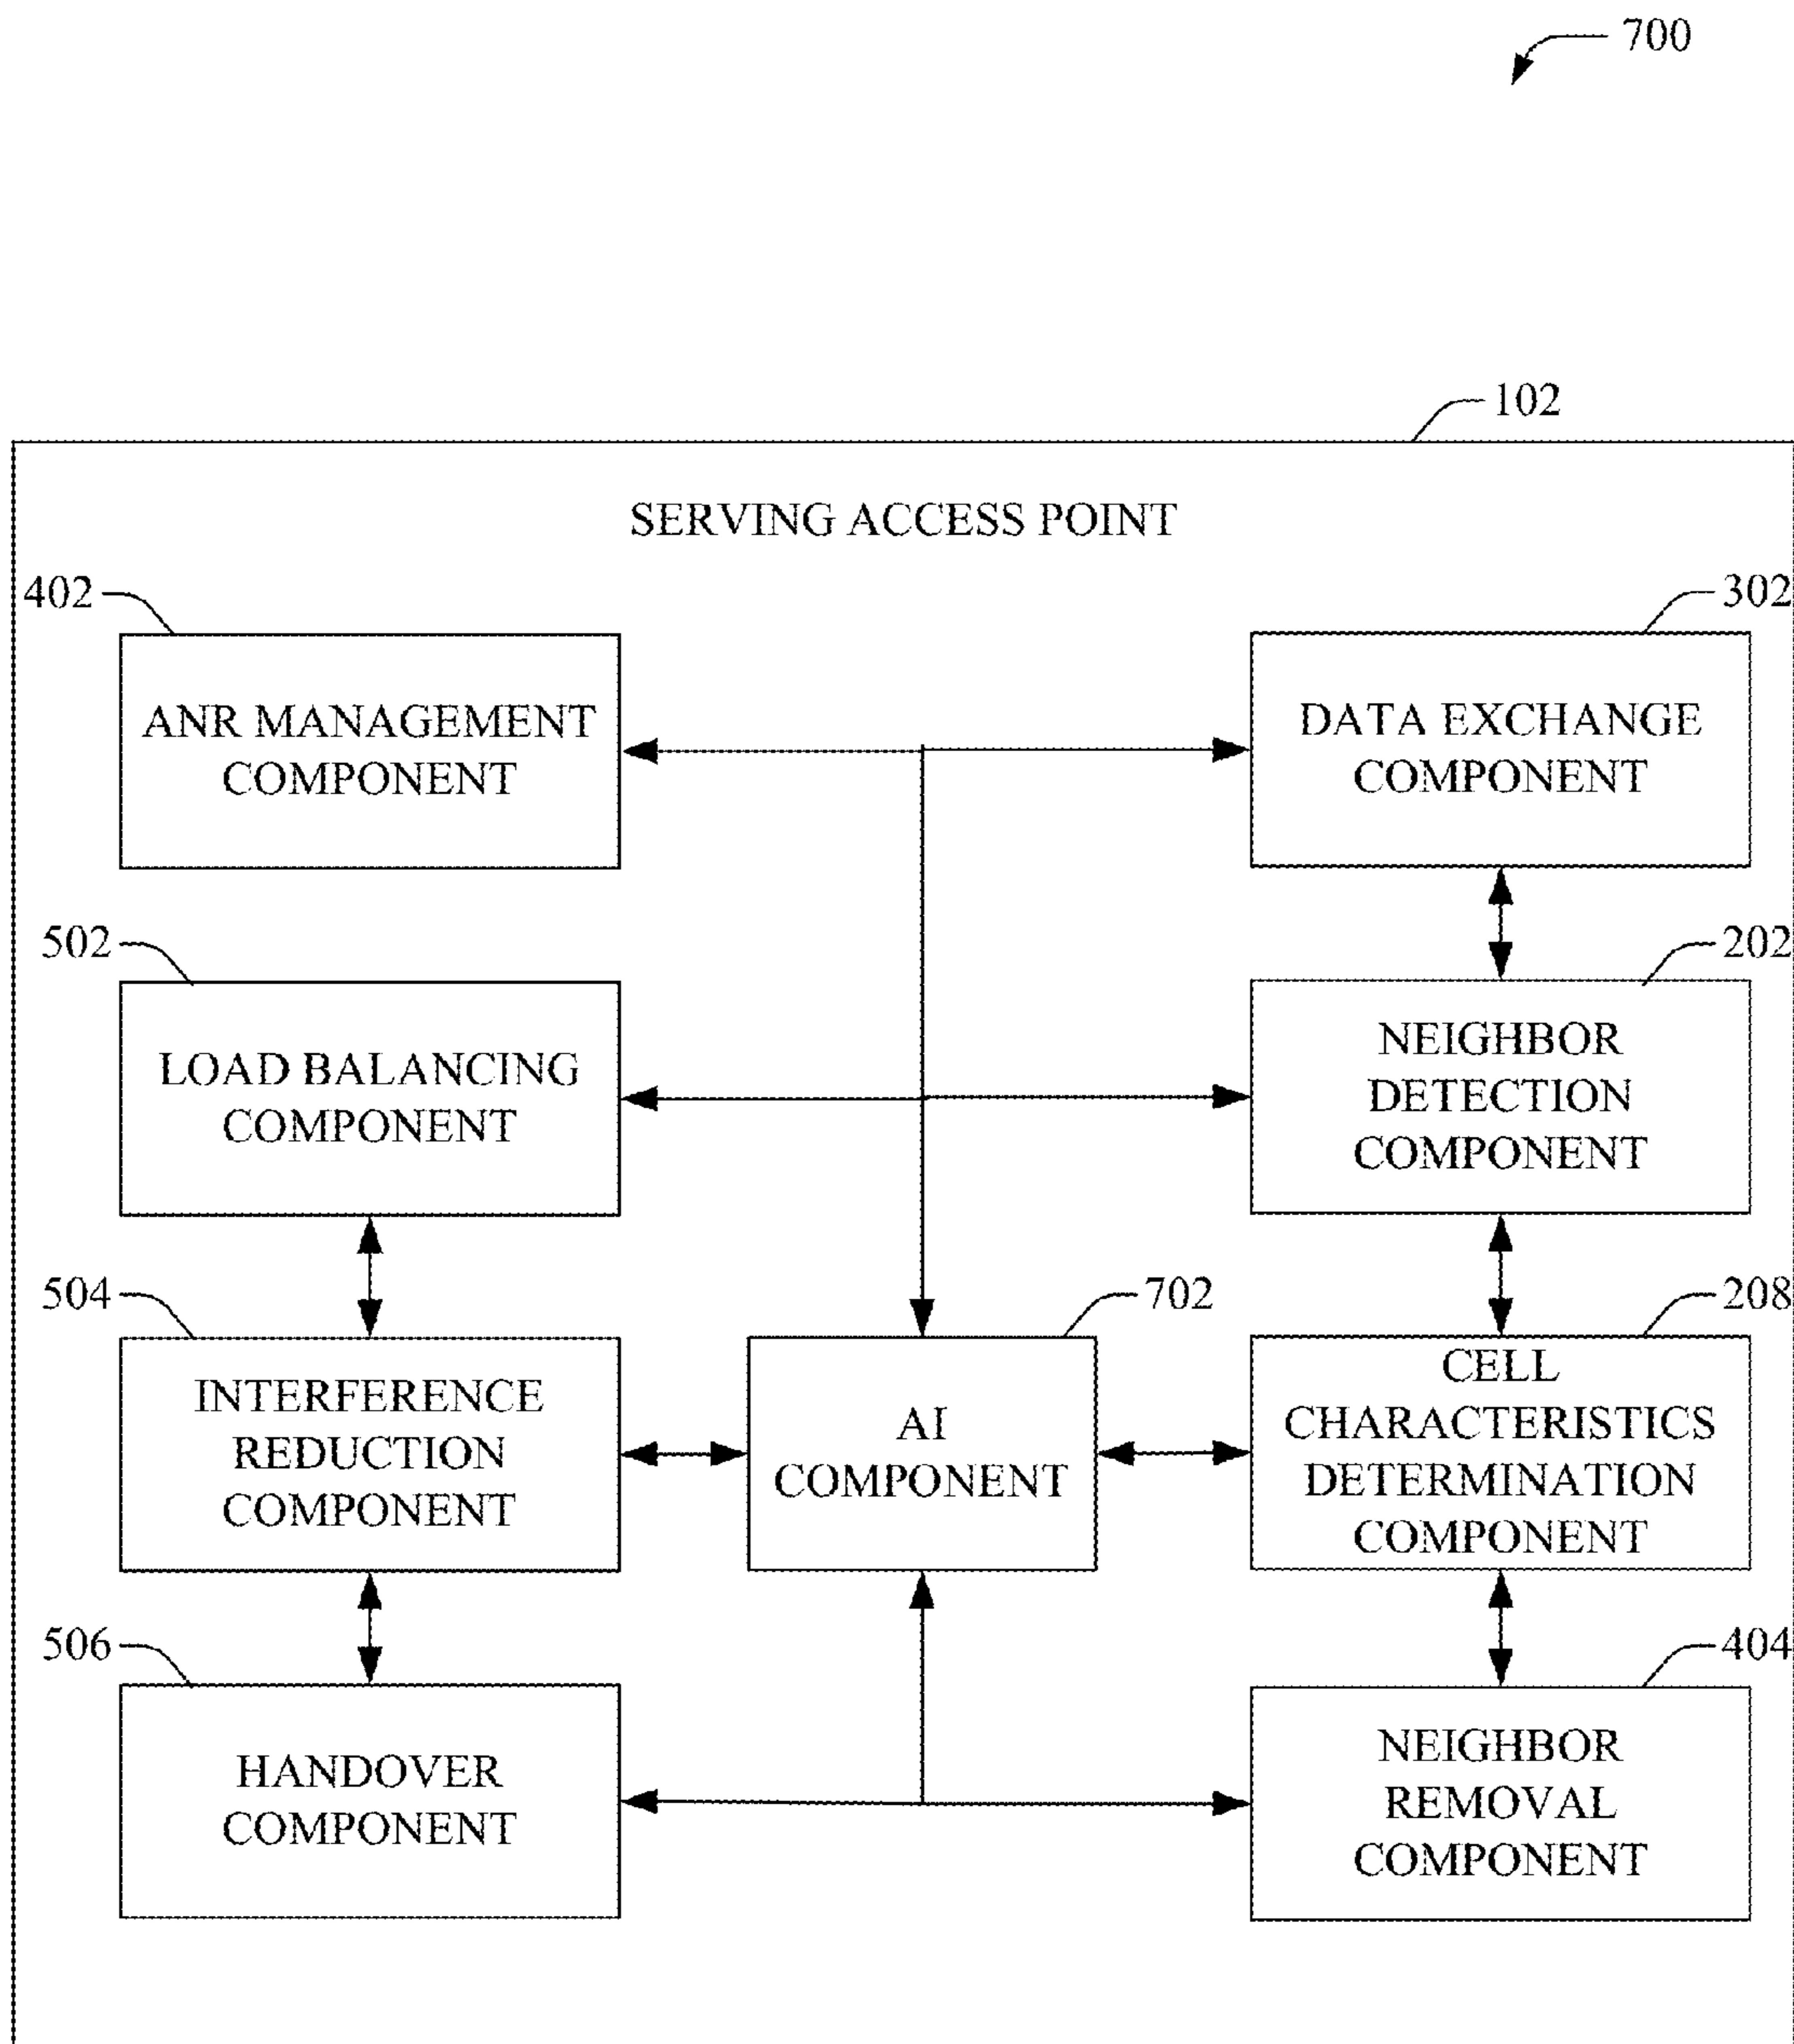 700
102
SERVING ACCESS POINT
402
302
ANR MANAGEMENT
COMPONENT
DATA EXCHANGE
COMPONENT
502
202
LOAD BALANCING
COMPONENT
NEIGHBOR
DETECTION
COMPONENT
504
702
208
INTERFERENCE
REDUCTION
COMPONENT
AI
COMPONENT
CELL
CHARACTERISTICS
DETERMINATION
COMPONENT
506
404
HANDOVER
COMPONENT
NEIGHBOR
REMOVAL
COMPONENT